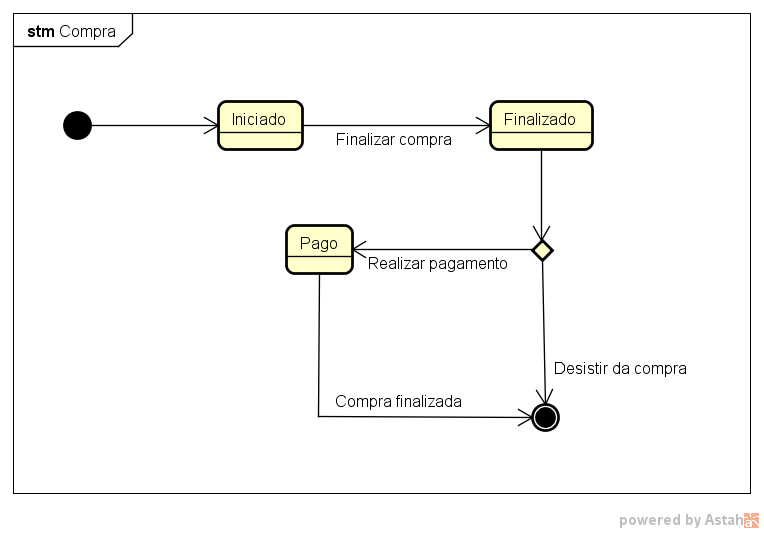 stm Compra
Iniciado
Finalizado
Finalizar compra
Pago
Realizar pagamento
Desistir da compra
Compra finalizada
powered by Astah